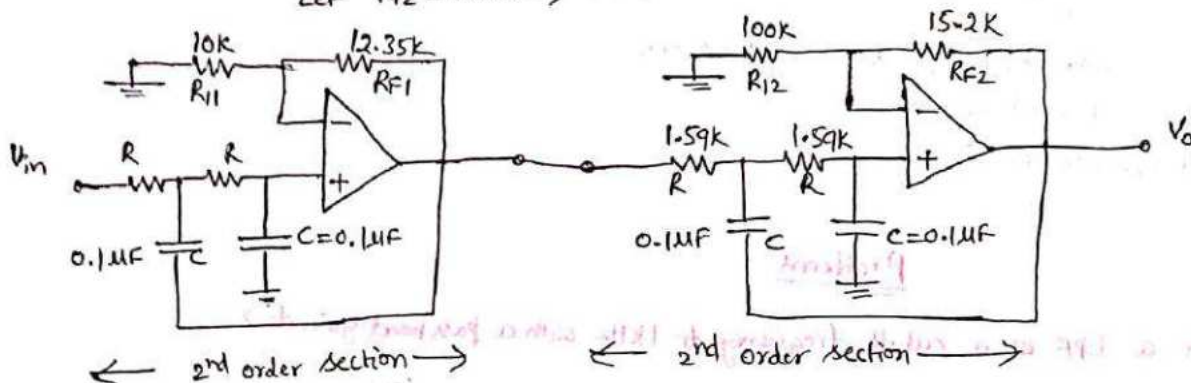 10K 12.35K 100K 15.2K
R11 RF1 R12 RF2
- -
Vin R R + 1.59K 1.59K + Vo
R R
0.1μF C C=0.1μF 0.1μF C C=0.1μF
Problem
2nd order section 2nd order section